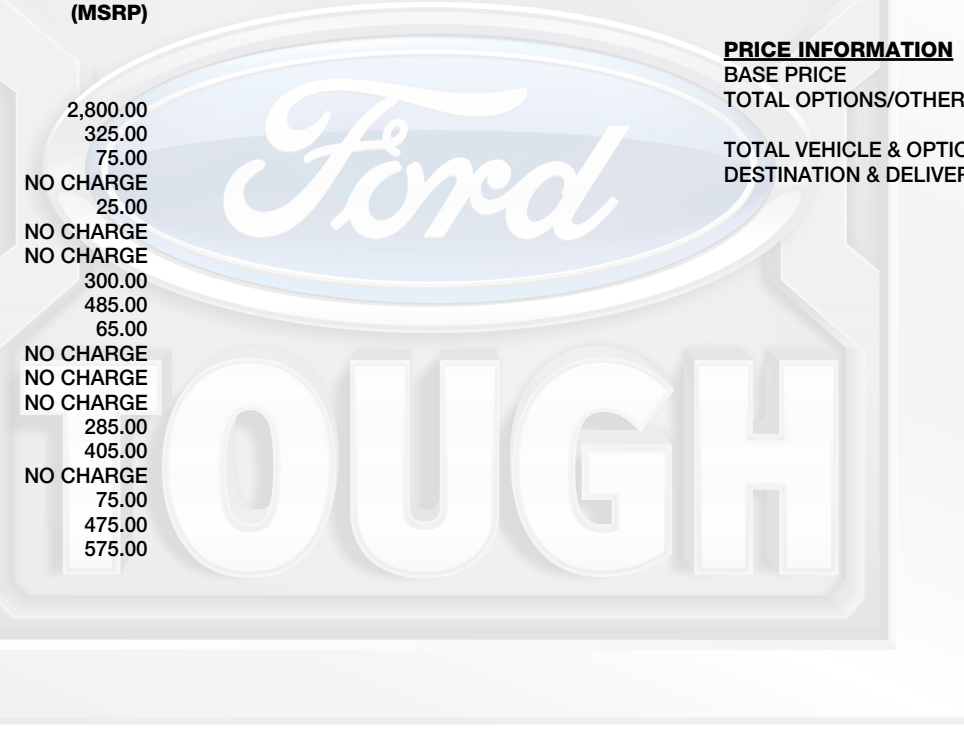 (MSRP)
2,800.00
325.00
75.00
NO CHARGE
25.00
NO CHARGE
NO CHARGE
300.00
485.00
65.00
NO CHARGE
NO CHARGE
NO CHARGE
285.00
405.00
NO CHARGE
75.00
475.00
575.00
PRICE INFORMATION
BASE PRICE
TOTAL OPTIONS/OTHER
TOTAL VEHICLE & OPTIO
DESTINATION & DELIVER
Ford
TOUGH